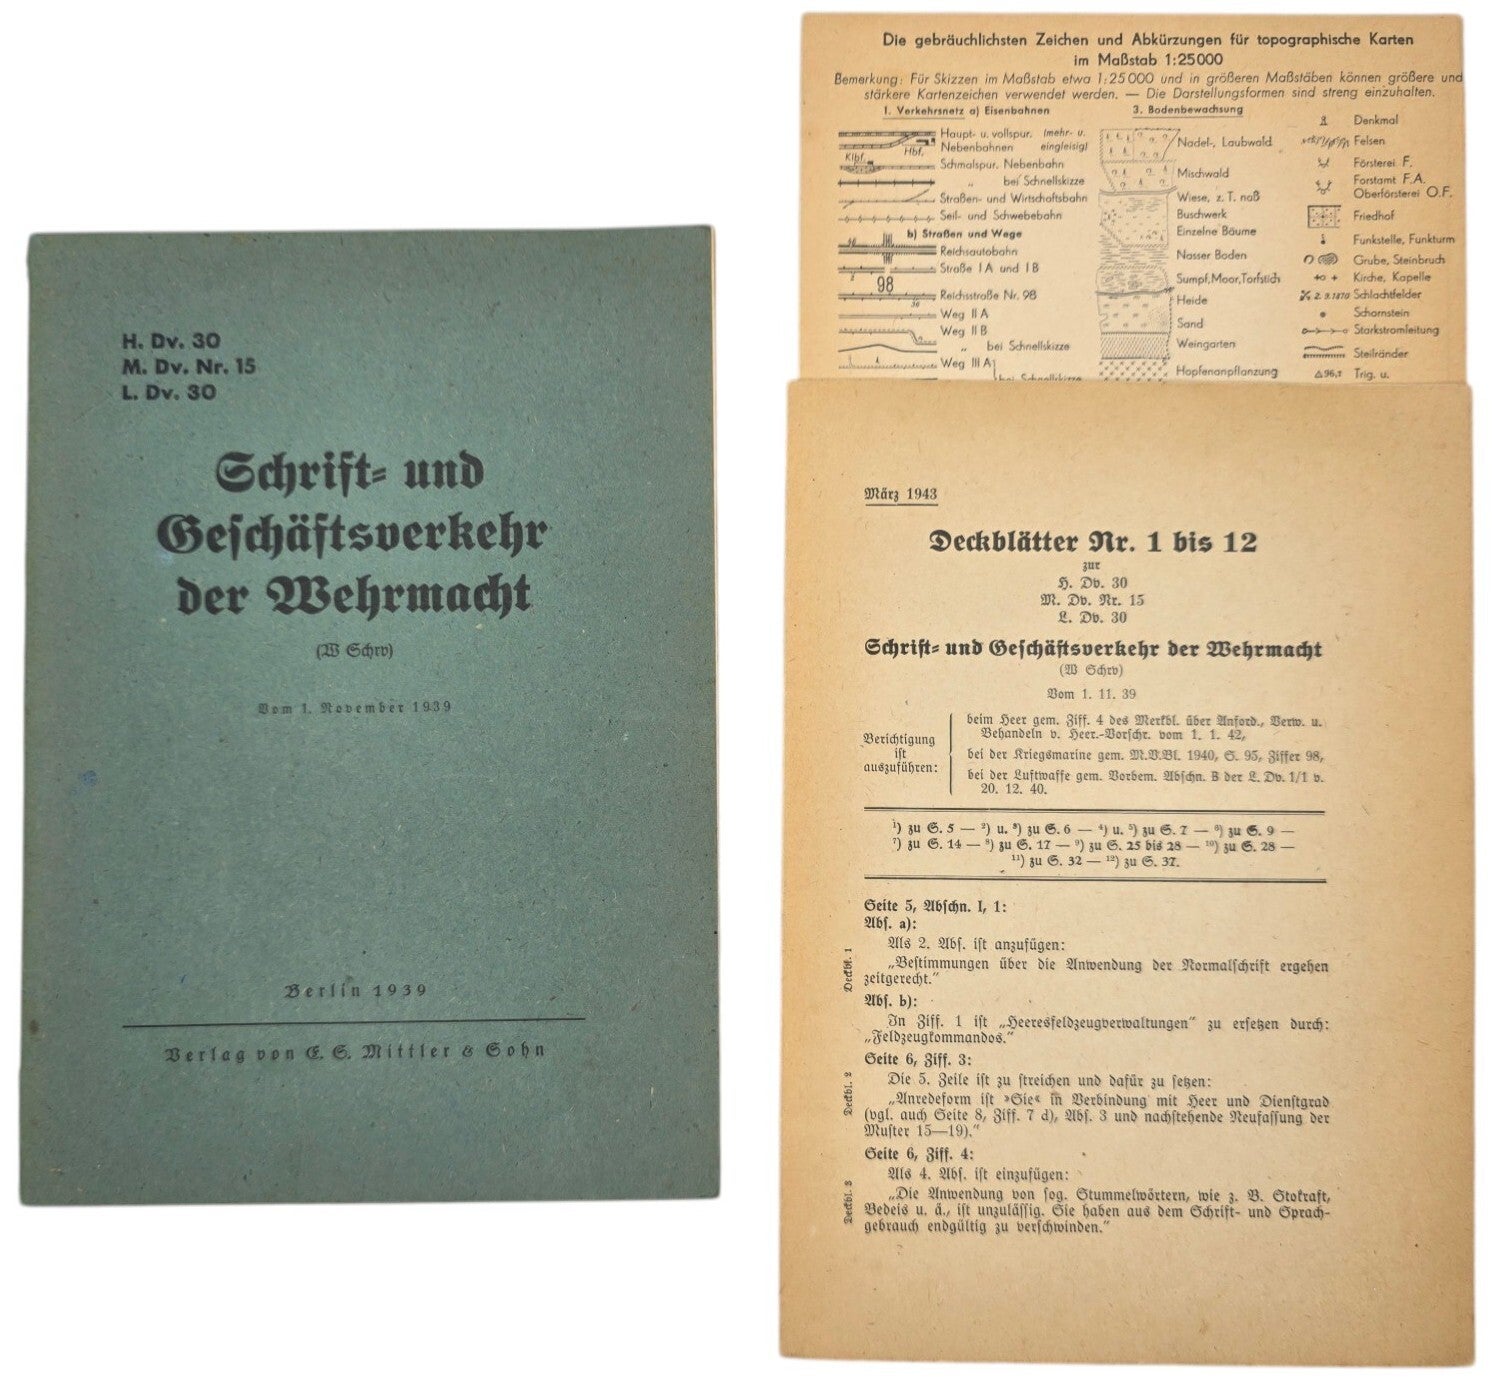 H. Dv. 30
M. Dv. Nr. 15
L. Dv. 30
Schrift- und
Geschäftsverkehr
der Wehrmacht
(W Schrv)
Vom 1. November 1939
Berlin 1939
Verlag von E. S. Mittler & Sohn
Die gebräuchlichsten Zeichen und Abkürzungen für topographische Karten
im Maßstab 1:25000
Bemerkung: Für Skizzen im Maßstab etwa 1:25000 und in größeren Maßstäben können größere und
stärkere Kartenzeichen verwendet werden. — Die Darstellungsformen sind streng einzuhalten.
1. Verkehrsnetz a) Eisenbahnen
Haupt- u. vollspur. (mehr- u.
Nebenbahnen eingleisig)
Hbf.
Klbf.
Schmalspur. Nebenbahn
„ bei Schnellskizze
Straßen- und Wirtschaftsbahn
Seil- und Schwebebahn
b) Straßen und Wege
Reichsautobahn
Straße I A und I B
98
Reichsstraße Nr. 98
Weg II A
Weg II B
„ bei Schnellskizze
Weg III A
bei Schnellskizze
3. Bodenbewachsung
Nadel-, Laubwald
Mischwald
Wiese, z. T. naß
Buschwerk
Einzelne Bäume
Nasser Boden
Sumpf, Moor, Torfstich
Heide
Sand
Weingarten
Hopfenanpflanzung
Denkmal
Felsen
Försterei F.
Forstamt F.A.
Oberförsterei O.F.
Friedhof
Funkstelle, Funkturm
Grube, Steinbruch
Kirche, Kapelle
2. 9. 1870 Schlachtfelder
Schornstein
Starkstromleitung
Steilränder
△ 96,1 Trig. u.
März 1943
Deckblätter Nr. 1 bis 12
zur
H. Dv. 30
M. Dv. Nr. 15
L. Dv. 30
Schrift- und Geschäftsverkehr der Wehrmacht
(W Schrv)
Vom 1. 11. 39
Berichtigung
ist
auszuführen:
beim Heer gem. Ziff. 4 des Merkbl. über Anford., Verw. u.
Behandeln v. Heer.-Vorschr. vom 1. 1. 42,
bei der Kriegsmarine gem. M.V.Bl. 1940, S. 95, Ziffer 98,
bei der Luftwaffe gem. Vorbem. Abschn. B der L. Dv. 1/1 v.
20. 12. 40.
¹) zu S. 5 — ²) u. ³) zu S. 6 — ⁴) u. ⁵) zu S. 7 — ⁶) zu S. 9 —
⁷) zu S. 14 — ⁸) zu S. 17 — ⁹) zu S. 25 bis 28 — ¹⁰) zu S. 28 —
¹¹) zu S. 32 — ¹²) zu S. 37.
Seite 5, Abschn. I, 1:
Abs. a):
Als 2. Abs. ist anzufügen:
„Bestimmungen über die Anwendung der Normalschrift ergehen
zeitgerecht.“
Deckbl. 1
Abs. b):
In Ziff. 1 ist „Heeresfeldzeugverwaltungen“ zu ersetzen durch:
„Feldzeugkommandos.“
Seite 6, Ziff. 3:
Die 5. Zeile ist zu streichen und dafür zu setzen:
„Anredeform ist »Sie« in Verbindung mit Heer und Dienstgrad
(vgl. auch Seite 8, Ziff. 7 d), Abs. 3 und nachstehende Neufassung der
Muster 15—19).“
Deckbl. 2
Seite 6, Ziff. 4:
Als 4. Abs. ist einzufügen:
„Die Anwendung von sog. Stummelwörtern, wie z. B. Stokraft,
Bedeis u. ä., ist unzulässig. Sie haben aus dem Schrift- und Sprach-
gebrauch endgültig zu verschwinden.“
Deckbl. 3